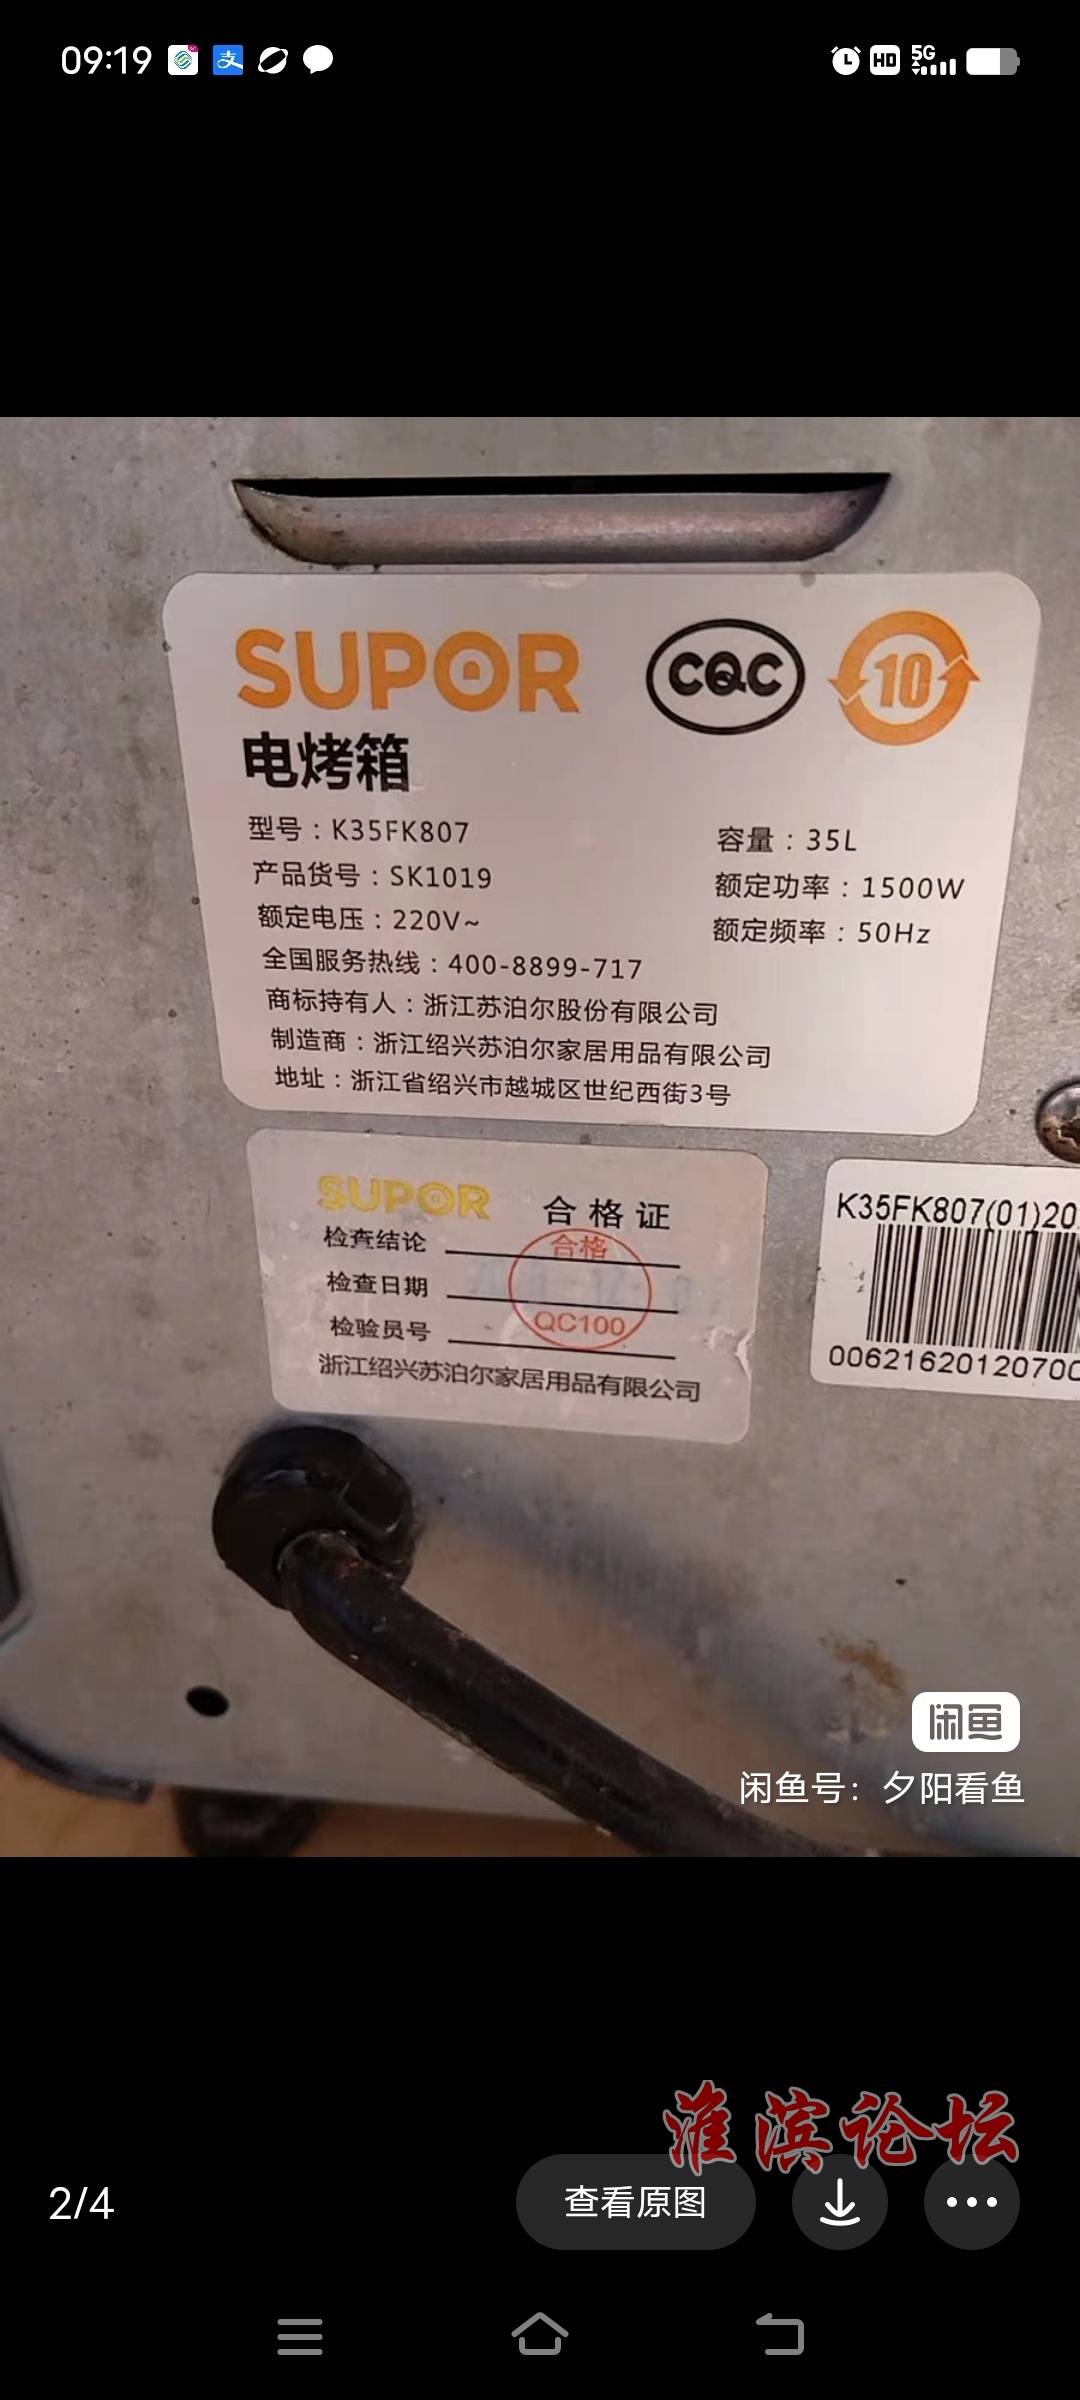 09:19
HD 5G
SUPOR
CQC
10
电烤箱
型号：K35FK807
容量：35L
产品货号：SK1019
额定功率：1500W
额定电压：220V~
额定频率：50Hz
全国服务热线：400-8899-717
商标持有人：浙江苏泊尔股份有限公司
制造商：浙江绍兴苏泊尔家居用品有限公司
地址：浙江省绍兴市越城区世纪西街3号
SUPOR 合格证
检查结论
合格
检查日期
检验员号
QC100
浙江绍兴苏泊尔家居用品有限公司
K35FK807(01)20
0062162012070
闲鱼
闲鱼号：夕阳看鱼
淮滨论坛
2/4
查看原图